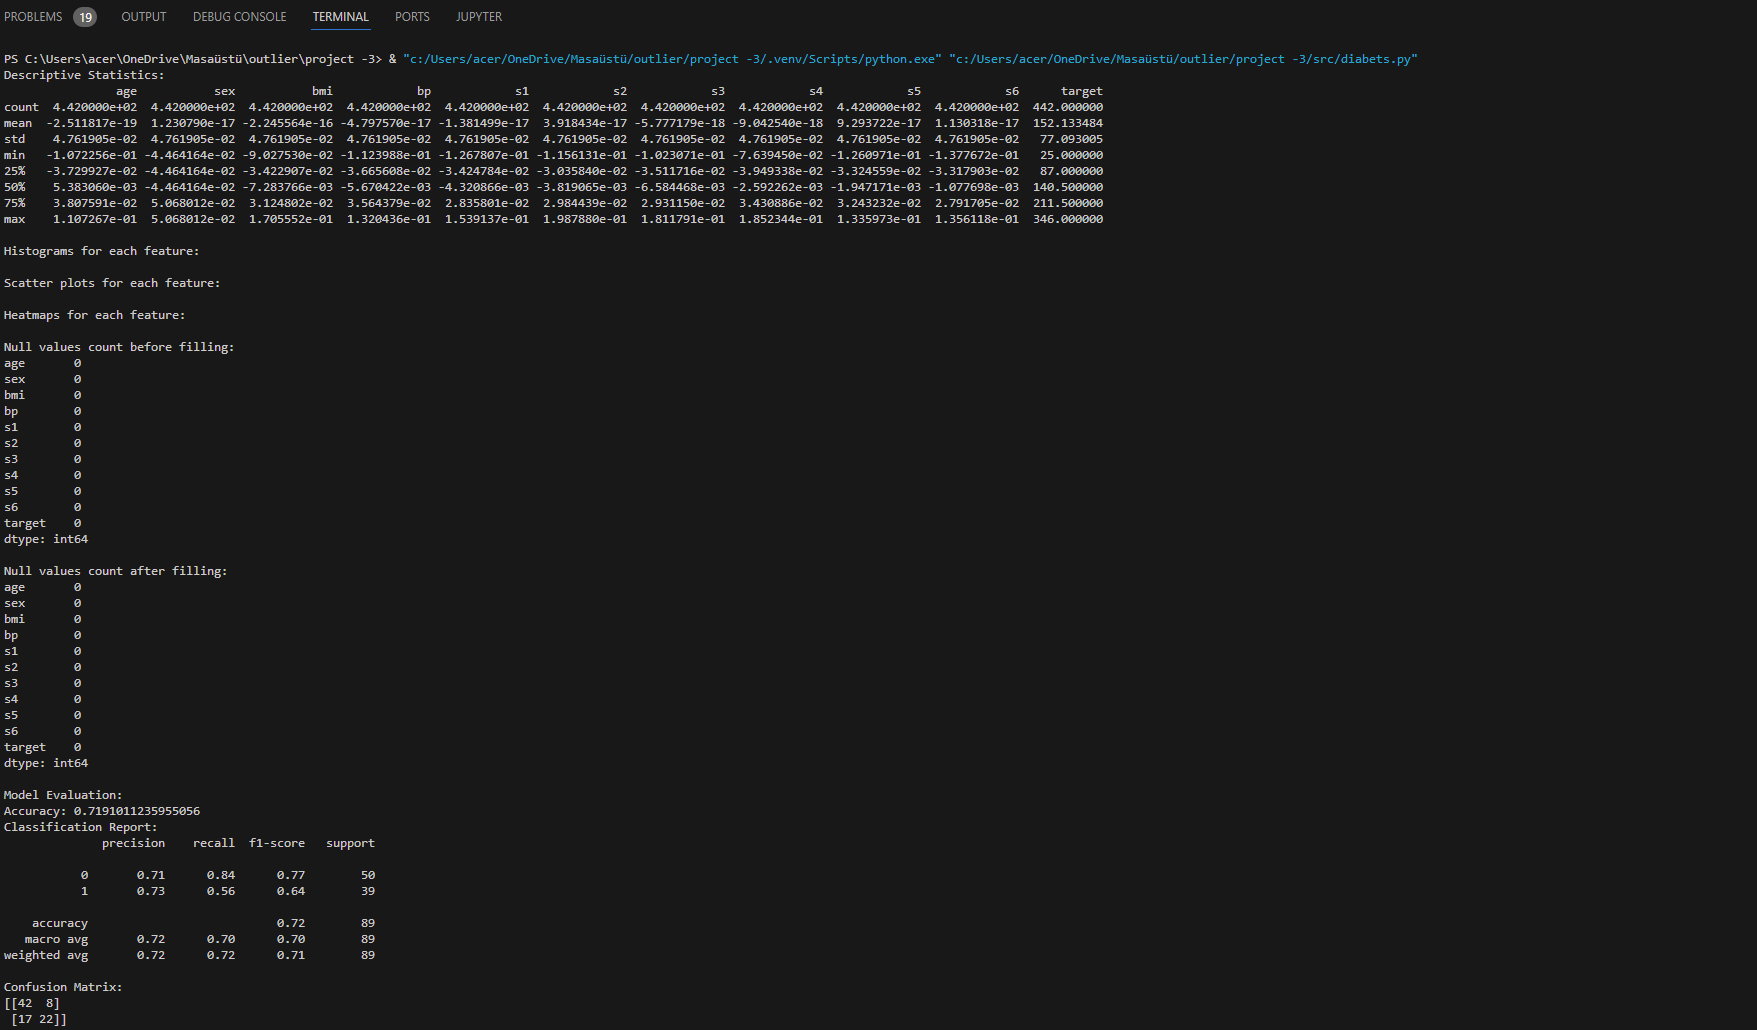 PROBLEMS 19 OUTPUT DEBUG CONSOLE TERMINAL PORTS JUPYTER
PS C:\Users\acer\OneDrive\Masaüstü\outlier\project -3> & "c:/Users/acer/OneDrive/Masaüstü/outlier/project -3/.venv/Scripts/python.exe" "c:/Users/acer/OneDrive/Masaüstü/outlier/project -3/src/diabets.py"
Descriptive Statistics:
age sex bmi bp s1 s2 s3 s4 s5 s6 target
count 4.420000e+02 4.420000e+02 4.420000e+02 4.420000e+02 4.420000e+02 4.420000e+02 4.420000e+02 4.420000e+02 4.420000e+02 4.420000e+02 442.000000
mean -2.511817e-19 1.230790e-17 -2.245564e-16 -4.797570e-17 -1.381499e-17 3.918434e-17 -5.777179e-18 -9.042540e-18 9.293722e-17 1.130318e-17 152.133484
std 4.761905e-02 4.761905e-02 4.761905e-02 4.761905e-02 4.761905e-02 4.761905e-02 4.761905e-02 4.761905e-02 4.761905e-02 4.761905e-02 77.093005
min -1.072256e-01 -4.464164e-02 -9.027530e-02 -1.123988e-01 -1.267807e-01 -1.156131e-01 -1.023071e-01 -7.639450e-02 -1.260971e-01 -1.377672e-01 25.000000
25% -3.729927e-02 -4.464164e-02 -3.422907e-02 -3.665608e-02 -3.424784e-02 -3.035840e-02 -3.511716e-02 -3.949338e-02 -3.324559e-02 -3.317903e-02 87.000000
50% 5.383060e-03 -4.464164e-02 -7.283766e-03 -5.670422e-03 -4.320866e-03 -3.819065e-03 -6.584468e-03 -2.592262e-03 -1.947171e-03 -1.077698e-03 140.500000
75% 3.807591e-02 5.068012e-02 3.124802e-02 3.564379e-02 2.835801e-02 2.984439e-02 2.931150e-02 3.430886e-02 3.243232e-02 2.791705e-02 211.500000
max 1.107267e-01 5.068012e-02 1.705552e-01 1.320436e-01 1.539137e-01 1.987880e-01 1.811791e-01 1.852344e-01 1.335973e-01 1.356118e-01 346.000000
Histograms for each feature:
Scatter plots for each feature:
Heatmaps for each feature:
Null values count before filling:
age 0
sex 0
bmi 0
bp 0
s1 0
s2 0
s3 0
s4 0
s5 0
s6 0
target 0
dtype: int64
Null values count after filling:
age 0
sex 0
bmi 0
bp 0
s1 0
s2 0
s3 0
s4 0
s5 0
s6 0
target 0
dtype: int64
Model Evaluation:
Accuracy: 0.7191011235955056
Classification Report:
precision recall f1-score support
0 0.71 0.84 0.77 50
1 0.73 0.56 0.64 39
accuracy 0.72 89
macro avg 0.72 0.70 0.70 89
weighted avg 0.72 0.72 0.71 89
Confusion Matrix:
[[42 8]
[17 22]]